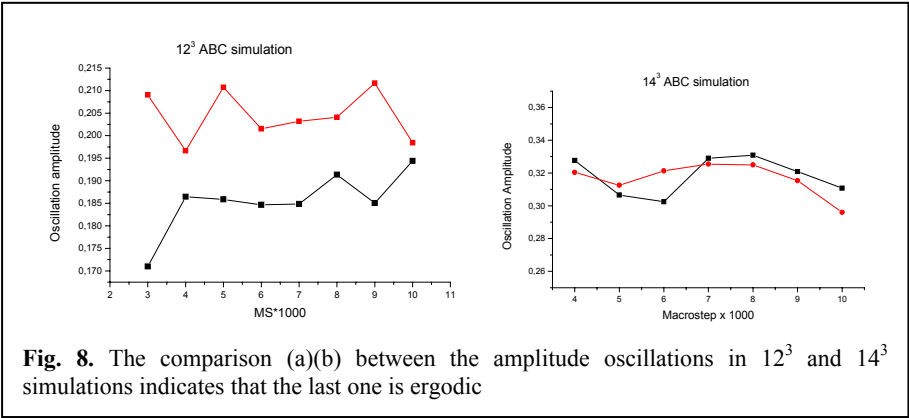 12³ ABC simulation
0,215
0,210
0,205
0,200
0,195
0,190
0,185
0,180
0,175
0,170
Oscillation amplitude
2 3 4 5 6 7 8 9 10 11
MS*1000
14³ ABC simulation
0,36
0,34
0,32
0,30
0,28
0,26
Oscillation Amplitude
4 5 6 7 8 9 10
Macrostep x 1000
Fig. 8. The comparison (a)(b) between the amplitude oscillations in 12³ and 14³
simulations indicates that the last one is ergodic